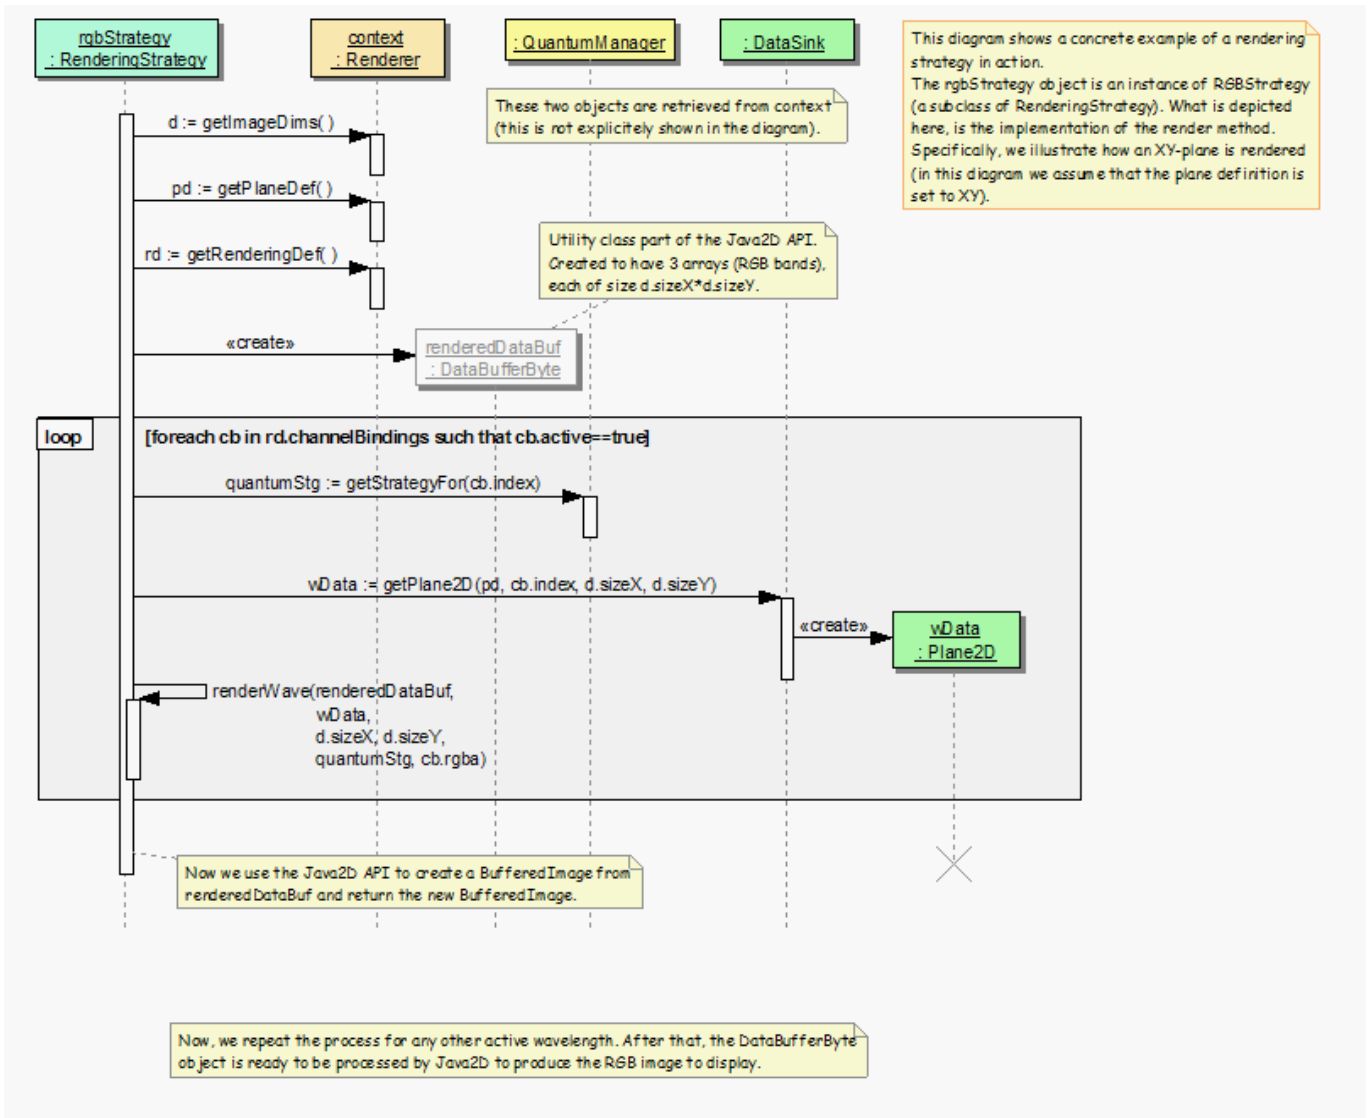 rgbStrategy
: RenderingStrategy
context
: Renderer
: QuantumManager
: DataSink
This diagram shows a concrete example of a rendering
strategy in action.
The rgbStrategy object is an instance of RGBStrategy
(a subclass of RenderingStrategy). What is depicted
here, is the implementation of the render method.
Specifically, we illustrate how an XY-plane is rendered
(in this diagram we assume that the plane definition is
set to XY).
These two objects are retrieved from context
(this is not explicitely shown in the diagram).
d := getImageDims( )
pd := getPlaneDef( )
rd := getRenderingDef( )
Utility class part of the Java2D API.
Created to have 3 arrays (RGB bands),
each of size d.sizeX*d.sizeY.
«create»
renderedDataBuf
: DataBufferByte
loop
[foreach cb in rd.channelBindings such that cb.active==true]
quantumStg := getStrategyFor(cb.index)
wData := getPlane2D(pd, cb.index, d.sizeX, d.sizeY)
«create»
wData
: Plane2D
renderWave(renderedDataBuf,
wData,
d.sizeX, d.sizeY,
quantumStg, cb.rgba)
Now we use the Java2D API to create a BufferedImage from
renderedDataBuf and return the new BufferedImage.
Now, we repeat the process for any other active wavelength. After that, the DataBufferByte
object is ready to be processed by Java2D to produce the RGB image to display.